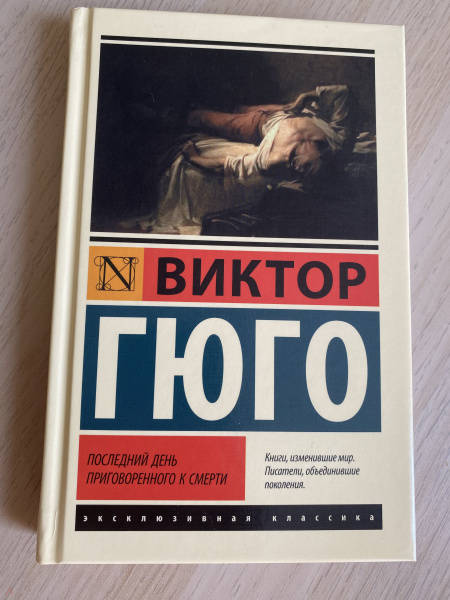 N
ВИКТОР
ГЮГО
ПОСЛЕДНИЙ ДЕНЬ
ПРИГОВОРЕННОГО К СМЕРТИ
Книги, изменившие мир.
Писатели, объединившие
поколения.
эксклюзивная классика